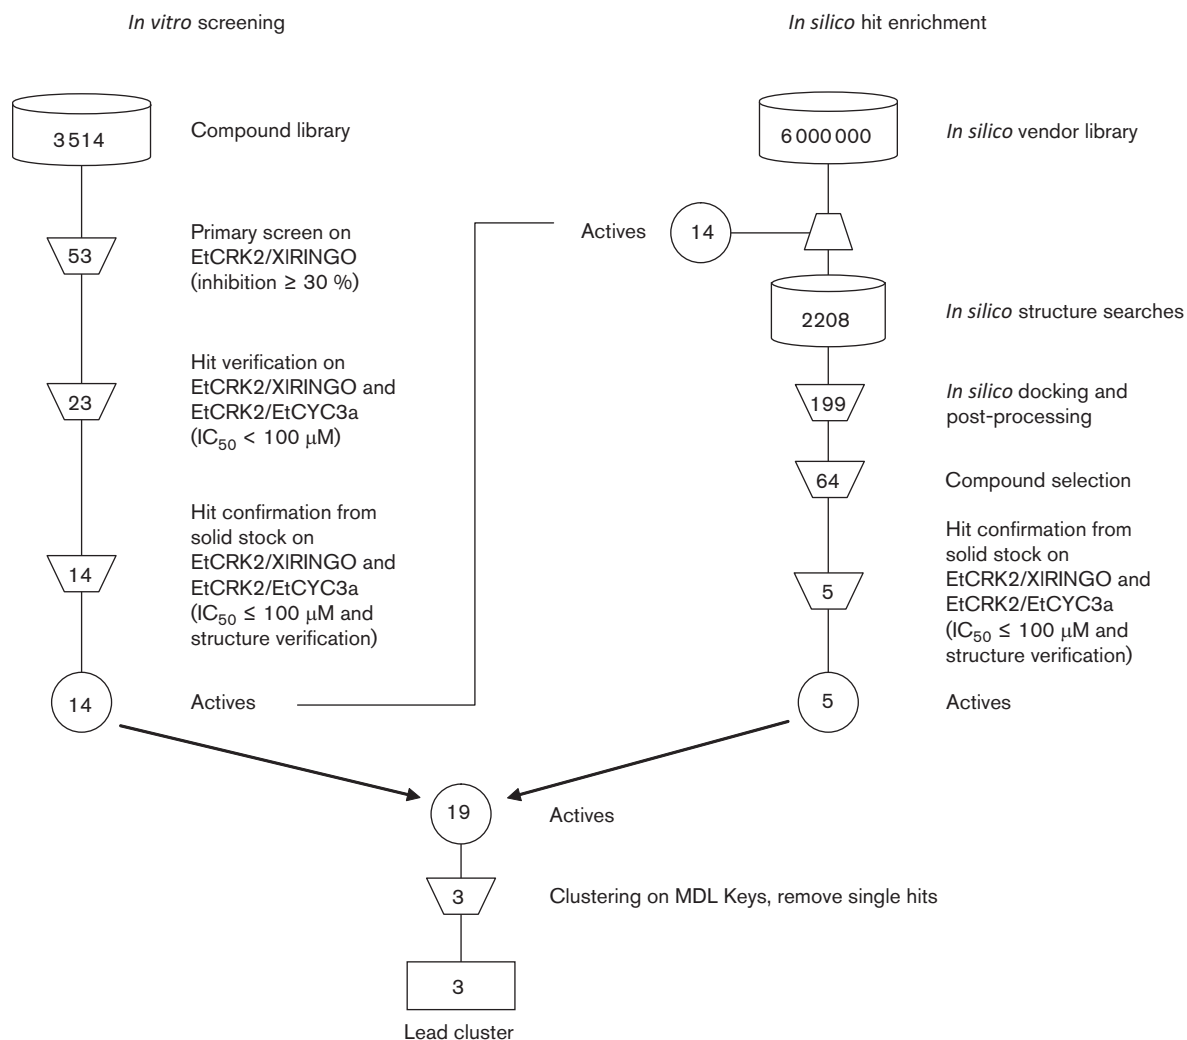 In vitro screening
3514
Compound library
53
Primary screen on
EtCRK2/XlRINGO
(inhibition ≥ 30 %)
23
Hit verification on
EtCRK2/XlRINGO and
EtCRK2/EtCYC3a
(IC50 < 100 μM)
14
Hit confirmation from
solid stock on
EtCRK2/XlRINGO and
EtCRK2/EtCYC3a
(IC50 ≤ 100 μM and
structure verification)
14
Actives
In silico hit enrichment
6000000
In silico vendor library
Actives
14
2208
In silico structure searches
199
In silico docking and
post-processing
64
Compound selection
5
Hit confirmation from
solid stock on
EtCRK2/XlRINGO and
EtCRK2/EtCYC3a
(IC50 ≤ 100 μM and
structure verification)
5
Actives
19
Actives
3
Clustering on MDL Keys, remove single hits
3
Lead cluster